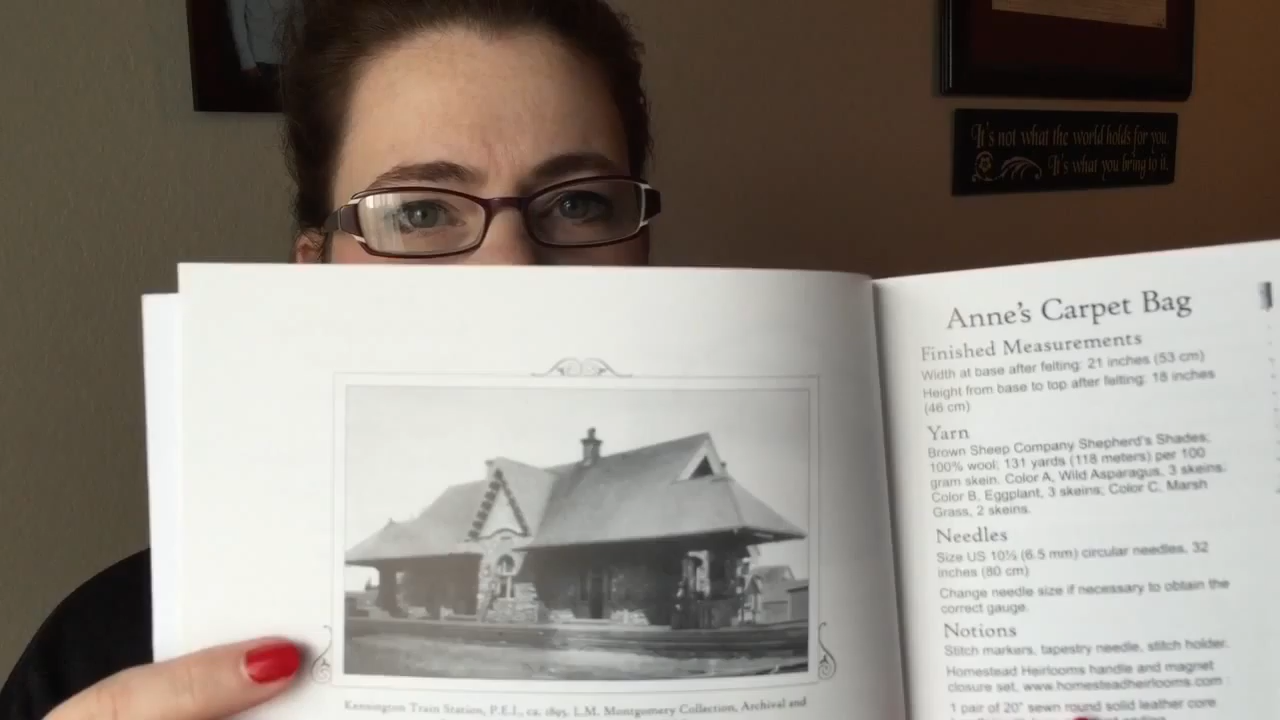 It's not what the world holds for you.
It's what you bring to it.
Anne's Carpet Bag
Finished Measurements
Width at base after felting: 21 inches (53 cm)
Height from base to top after felting: 18 inches
(46 cm)
Yarn
Brown Sheep Company Shepherd's Shades;
100% wool; 131 yards (118 meters) per 100
gram skein. Color A, Wild Asparagus, 3 skeins;
Color B, Eggplant, 3 skeins; Color C, Marsh
Grass, 2 skeins.
Needles
Size US 10½ (6.5 mm) circular needles, 32
inches (80 cm)
Change needle size if necessary to obtain the
correct gauge.
Notions
Stitch markers, tapestry needle, stitch holder.
Homestead Heirlooms handle and magnet
closure set, www.homesteadheirlooms.com
1 pair of 20" sewn round solid leather core
Kensington Train Station, P.E.I., ca. 1895. L.M. Montgomery Collection, Archival and